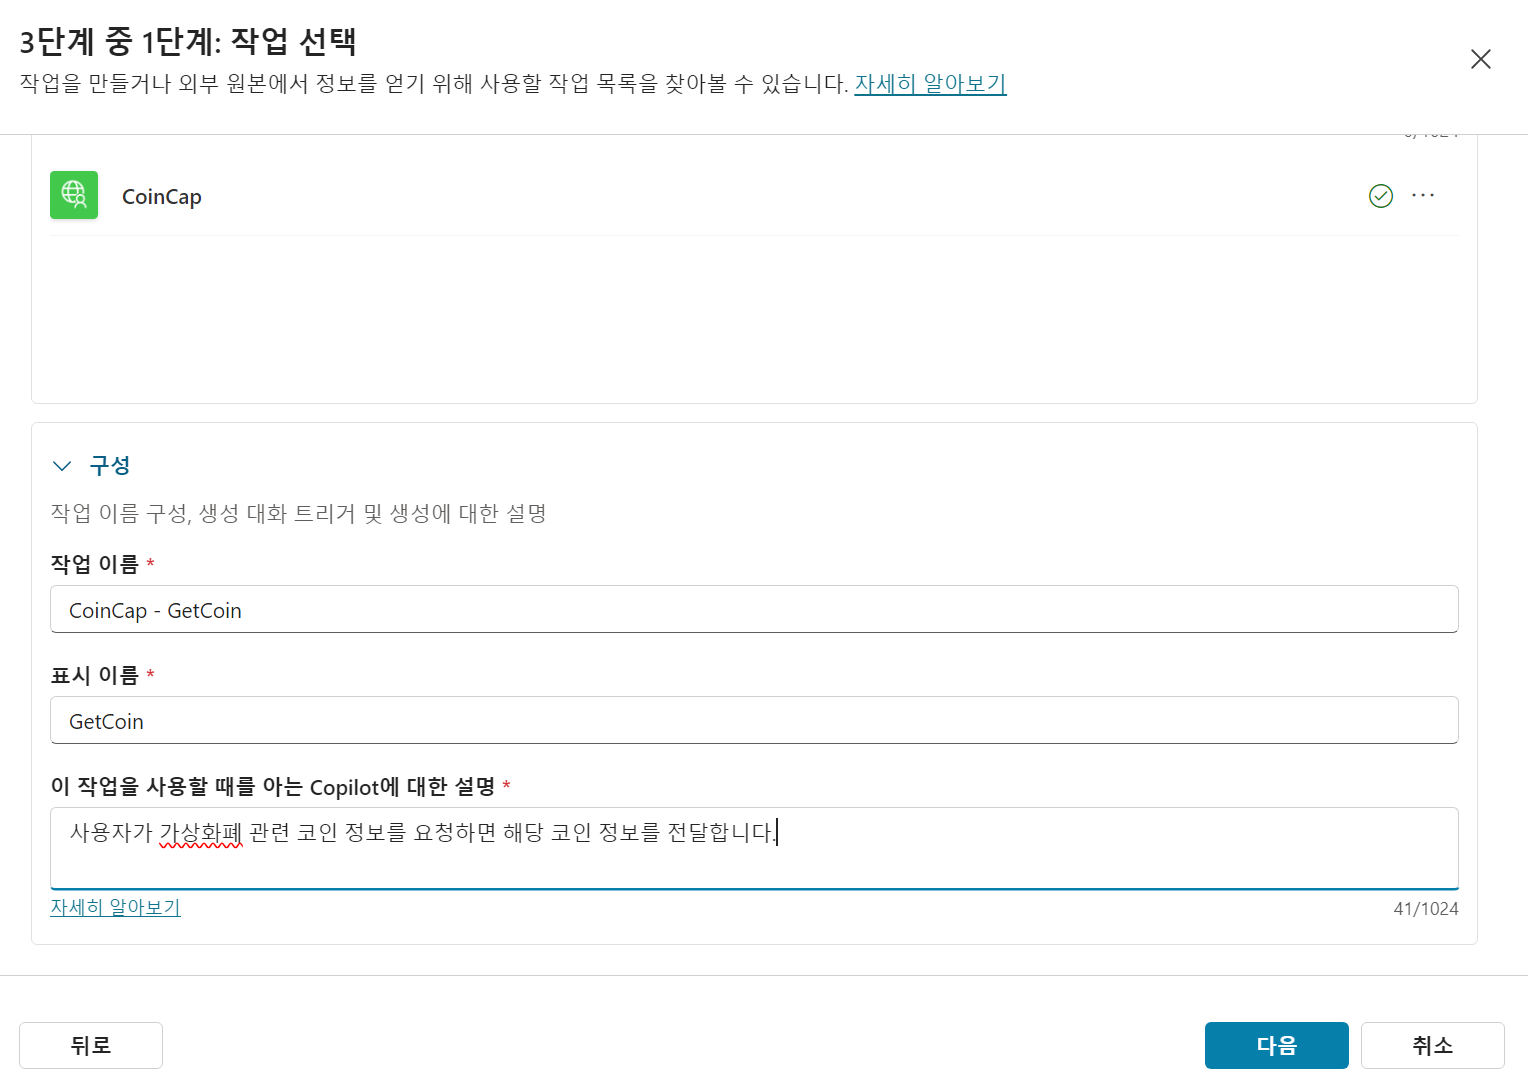 3단계 중 1단계: 작업 선택
작업을 만들거나 외부 원본에서 정보를 얻기 위해 사용할 작업 목록을 찾아볼 수 있습니다. 자세히 알아보기
CoinCap
구성
작업 이름 구성, 생성 대화 트리거 및 생성에 대한 설명
작업 이름 *
CoinCap - GetCoin
표시 이름 *
GetCoin
이 작업을 사용할 때를 아는 Copilot에 대한 설명 *
사용자가 가상화폐 관련 코인 정보를 요청하면 해당 코인 정보를 전달합니다.
자세히 알아보기
41/1024
뒤로
다음
취소